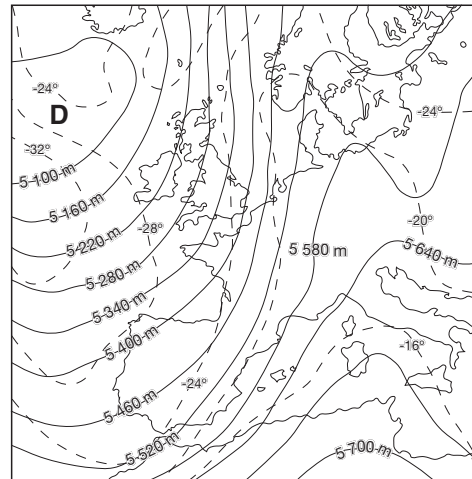 -24°
D
-24°
-32°
5 100 m
5 160 m
-20°
-28°
5 220 m
5 580 m
5 640 m
5 280 m
5 340 m
5 400 m
-16°
-24°
5 460 m
5 520 m
5 700 m